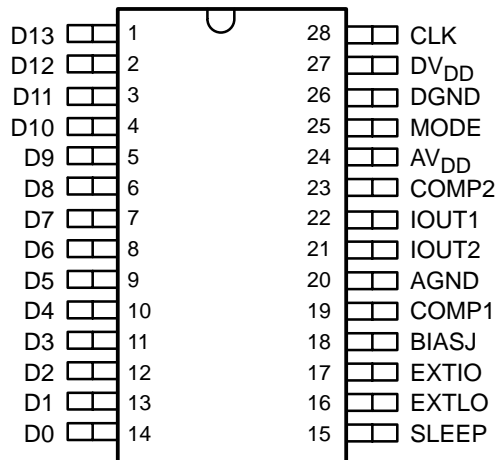 D13 1 28 CLK
D12 2 27 DVDD
D11 3 26 DGND
D10 4 25 MODE
D9 5 24 AVDD
D8 6 23 COMP2
D7 7 22 IOUT1
D6 8 21 IOUT2
D5 9 20 AGND
D4 10 19 COMP1
D3 11 18 BIASJ
D2 12 17 EXTIO
D1 13 16 EXTLO
D0 14 15 SLEEP